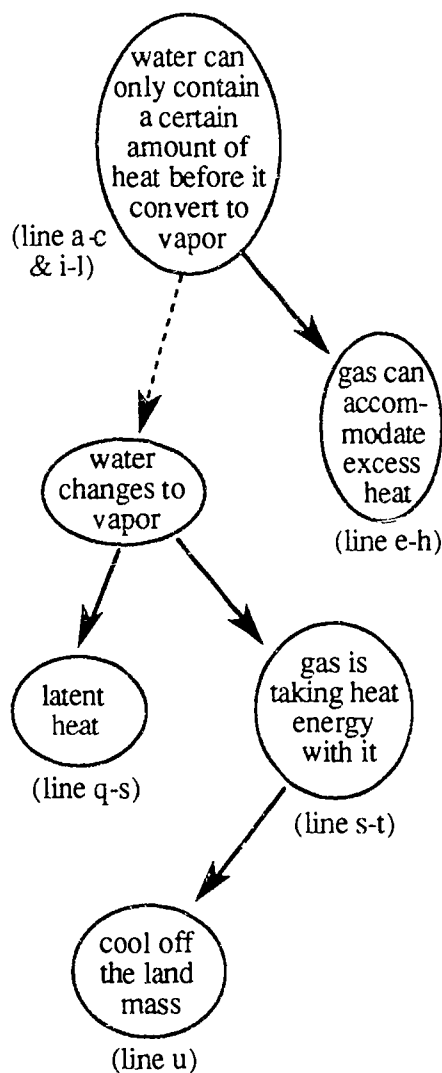 water can
only contain
a certain
amount of
heat before it
convert to
vapor
(line a-c
& i-l)
gas can
accom-
modate
excess
heat
(line e-h)
water
changes to
vapor
latent
heat
(line q-s)
gas is
taking heat
energy
with it
(line s-t)
cool off
the land
mass
(line u)